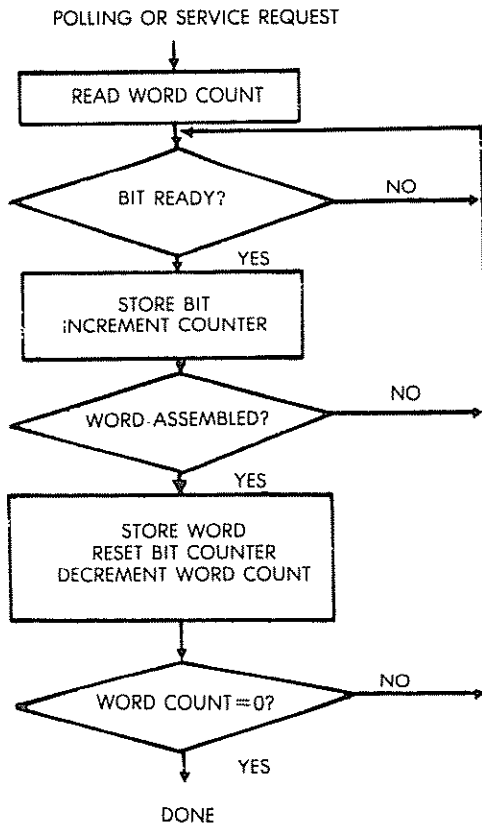 POLLING OR SERVICE REQUEST
READ WORD COUNT
BIT READY?
NO
YES
STORE BIT
INCREMENT COUNTER
WORD-ASSEMBLED?
NO
YES
STORE WORD
RESET BIT COUNTER
DECREMENT WORD COUNT
WORD COUNT=0?
NO
YES
DONE